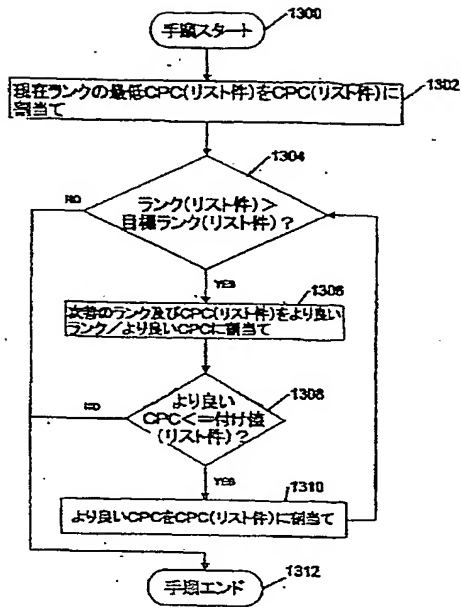 手順スタート
1300
現在ランクの最低CPC(リスト件)をCPC(リスト件)に
割当て
1302
1304
ランク(リスト件)>
目標ランク(リスト件)?
NO
YES
1306
次善のランク及びCPC(リスト件)をより良い
ランク/より良いCPCに割当て
1308
より良い
CPC<=付け値
(リスト件)?
NO
YES
1310
より良いCPCをCPC(リスト件)に割当て
手順エンド
1312